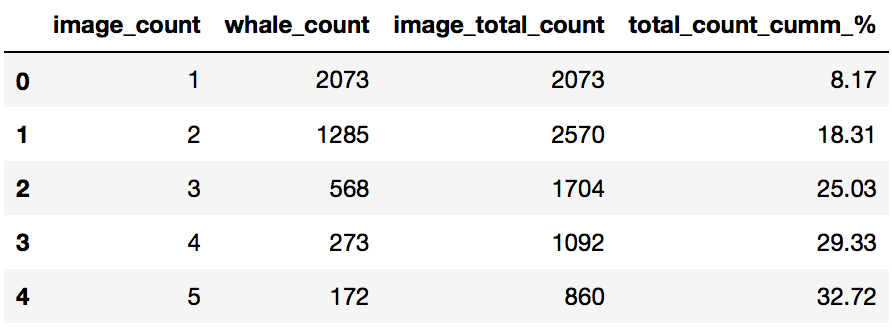 image_count whale_count image_total_count total_count_cumm_%
0 1 2073 2073 8.17
1 2 1285 2570 18.31
2 3 568 1704 25.03
3 4 273 1092 29.33
4 5 172 860 32.72